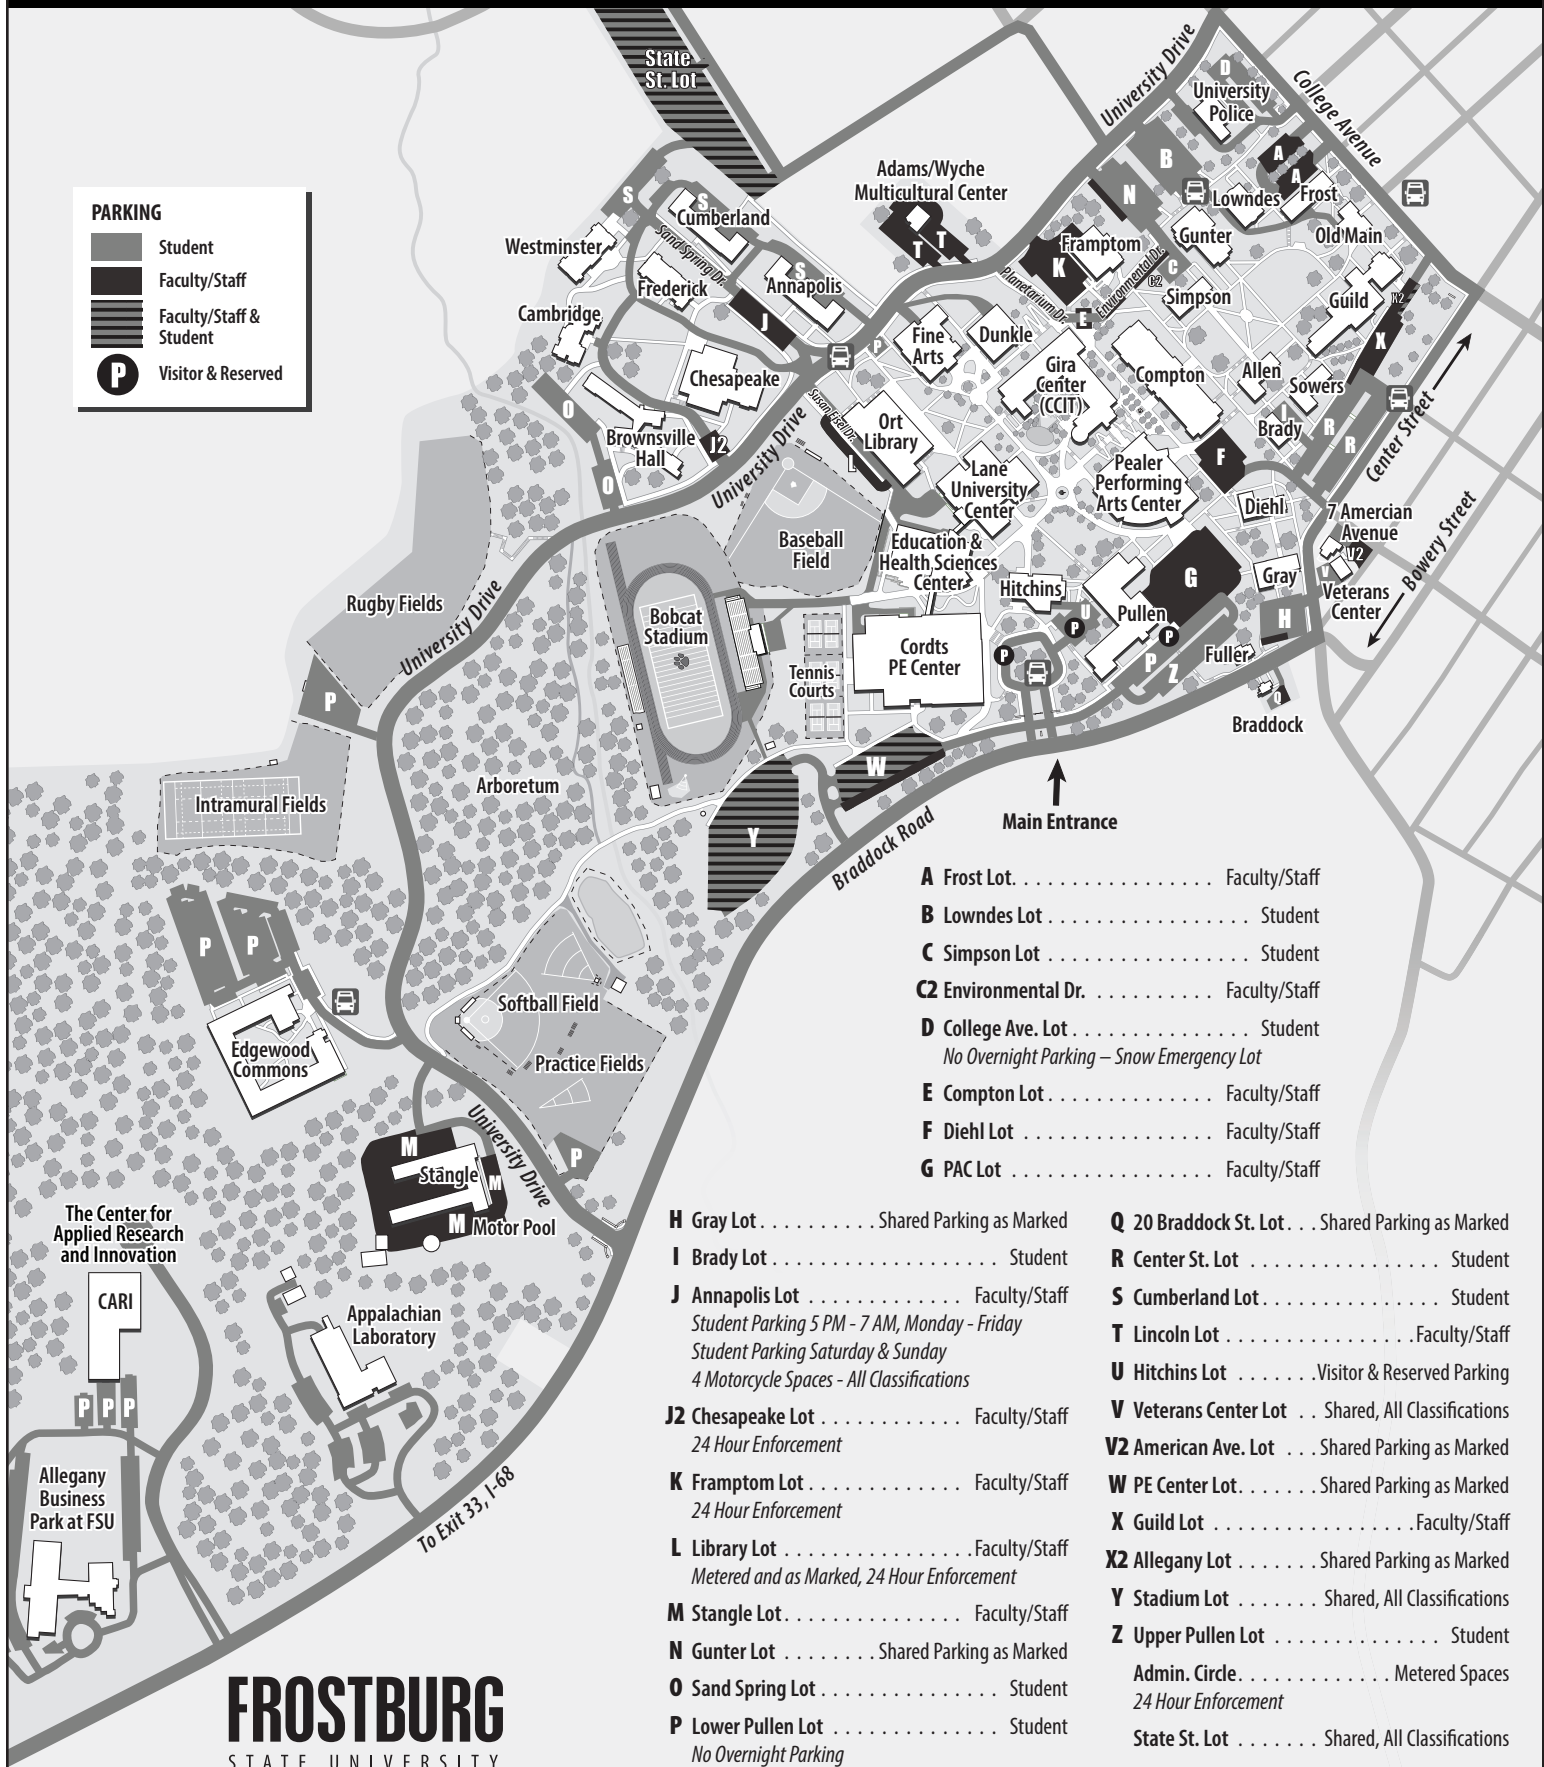 State
St. Lot
University Drive
College Avenue
D
University
Police
B
A
A
N
Lowndes
Frost
Adams/Wyche
Multicultural Center
T
T
K
Framptom
Gunter
Old Main
Planetarium Dr.
Environmental Dr.
C
C2
Simpson
E
Guild
X2
X
PARKING
Student
Faculty/Staff
Faculty/Staff &
Student
P Visitor & Reserved
S
S
Cumberland
Westminster
Sand Spring Dr.
Frederick
S
Annapolis
J
Cambridge
Chesapeake
P
Fine
Arts
Dunkle
Gira
Center
(CCIT)
Compton
Allen
Sowers
I
Brady
R
R
Center Street
O
Brownsville
Hall
J2
O
University Drive
Susan Eisel Dr.
L
Ort
Library
Lane
University
Center
Pealer
Performing
Arts Center
F
Diehl
7 Amercian
Avenue
V2
V
Veterans
Center
Bowery Street
Baseball
Field
Education &
Health Sciences
Center
Hitchins
U
P
G
Gray
H
Pullen
P
P
Z
Fuller
Q
Braddock
Rugby Fields
University Drive
Bobcat
Stadium
Tennis
Courts
Cordts
PE Center
P
P
Arboretum
Intramural Fields
W
Y
Braddock Road
Main Entrance
P
P
Edgewood
Commons
Softball Field
Practice Fields
University Drive
P
M
Stangle
M
M Motor Pool
The Center for
Applied Research
and Innovation
CARI
P P P
Appalachian
Laboratory
Allegany
Business
Park at FSU
To Exit 33, I-68
A Frost Lot. . . . . . . . . . . . . . . . . Faculty/Staff
B Lowndes Lot . . . . . . . . . . . . . . . . . Student
C Simpson Lot . . . . . . . . . . . . . . . . . Student
C2 Environmental Dr. . . . . . . . . . . Faculty/Staff
D College Ave. Lot . . . . . . . . . . . . . . . Student
No Overnight Parking – Snow Emergency Lot
E Compton Lot . . . . . . . . . . . . . . Faculty/Staff
F Diehl Lot . . . . . . . . . . . . . . . . Faculty/Staff
G PAC Lot . . . . . . . . . . . . . . . . . Faculty/Staff
H Gray Lot . . . . . . . . . . Shared Parking as Marked
I Brady Lot . . . . . . . . . . . . . . . . . . . Student
J Annapolis Lot . . . . . . . . . . . . . Faculty/Staff
Student Parking 5 PM - 7 AM, Monday - Friday
Student Parking Saturday & Sunday
4 Motorcycle Spaces - All Classifications
J2 Chesapeake Lot . . . . . . . . . . . . Faculty/Staff
24 Hour Enforcement
K Framptom Lot . . . . . . . . . . . . . Faculty/Staff
24 Hour Enforcement
L Library Lot . . . . . . . . . . . . . . . . Faculty/Staff
Metered and as Marked, 24 Hour Enforcement
M Stangle Lot . . . . . . . . . . . . . . . Faculty/Staff
N Gunter Lot . . . . . . . . Shared Parking as Marked
O Sand Spring Lot . . . . . . . . . . . . . . . Student
P Lower Pullen Lot . . . . . . . . . . . . . . Student
No Overnight Parking
Q 20 Braddock St. Lot . . . Shared Parking as Marked
R Center St. Lot . . . . . . . . . . . . . . . . Student
S Cumberland Lot . . . . . . . . . . . . . . . Student
T Lincoln Lot . . . . . . . . . . . . . . . . Faculty/Staff
U Hitchins Lot . . . . . . . Visitor & Reserved Parking
V Veterans Center Lot . . Shared, All Classifications
V2 American Ave. Lot . . . Shared Parking as Marked
W PE Center Lot. . . . . . . Shared Parking as Marked
X Guild Lot . . . . . . . . . . . . . . . . . Faculty/Staff
X2 Allegany Lot . . . . . . . Shared Parking as Marked
Y Stadium Lot . . . . . . . Shared, All Classifications
Z Upper Pullen Lot . . . . . . . . . . . . . . Student
Admin. Circle. . . . . . . . . . . . . Metered Spaces
24 Hour Enforcement
State St. Lot . . . . . . . Shared, All Classifications
FROSTBURG
STATE UNIVERSITY